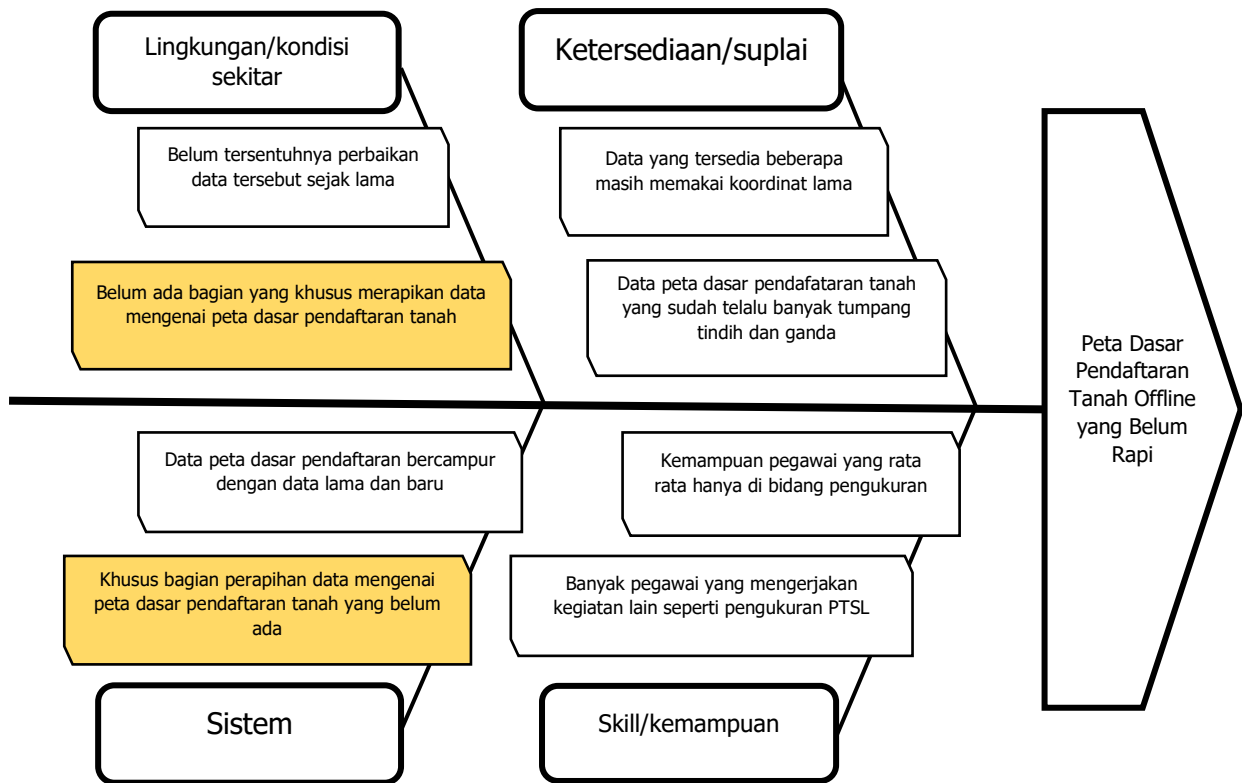 Lingkungan/kondisi
sekitar
Ketersediaan/suplai
Belum tersentuhnya perbaikan
data tersebut sejak lama
Data yang tersedia beberapa
masih memakai koordinat lama
Belum ada bagian yang khusus merapikan data
mengenai peta dasar pendaftaran tanah
Data peta dasar pendafataran tanah
yang sudah telalu banyak tumpang
tindih dan ganda
Peta Dasar
Pendaftaran
Tanah Offline
yang Belum
Rapi
Data peta dasar pendaftaran bercampur
dengan data lama dan baru
Kemampuan pegawai yang rata
rata hanya di bidang pengukuran
Khusus bagian perapihan data mengenai
peta dasar pendaftaran tanah yang belum
ada
Banyak pegawai yang mengerjakan
kegiatan lain seperti pengukuran PTSL
Sistem
Skill/kemampuan